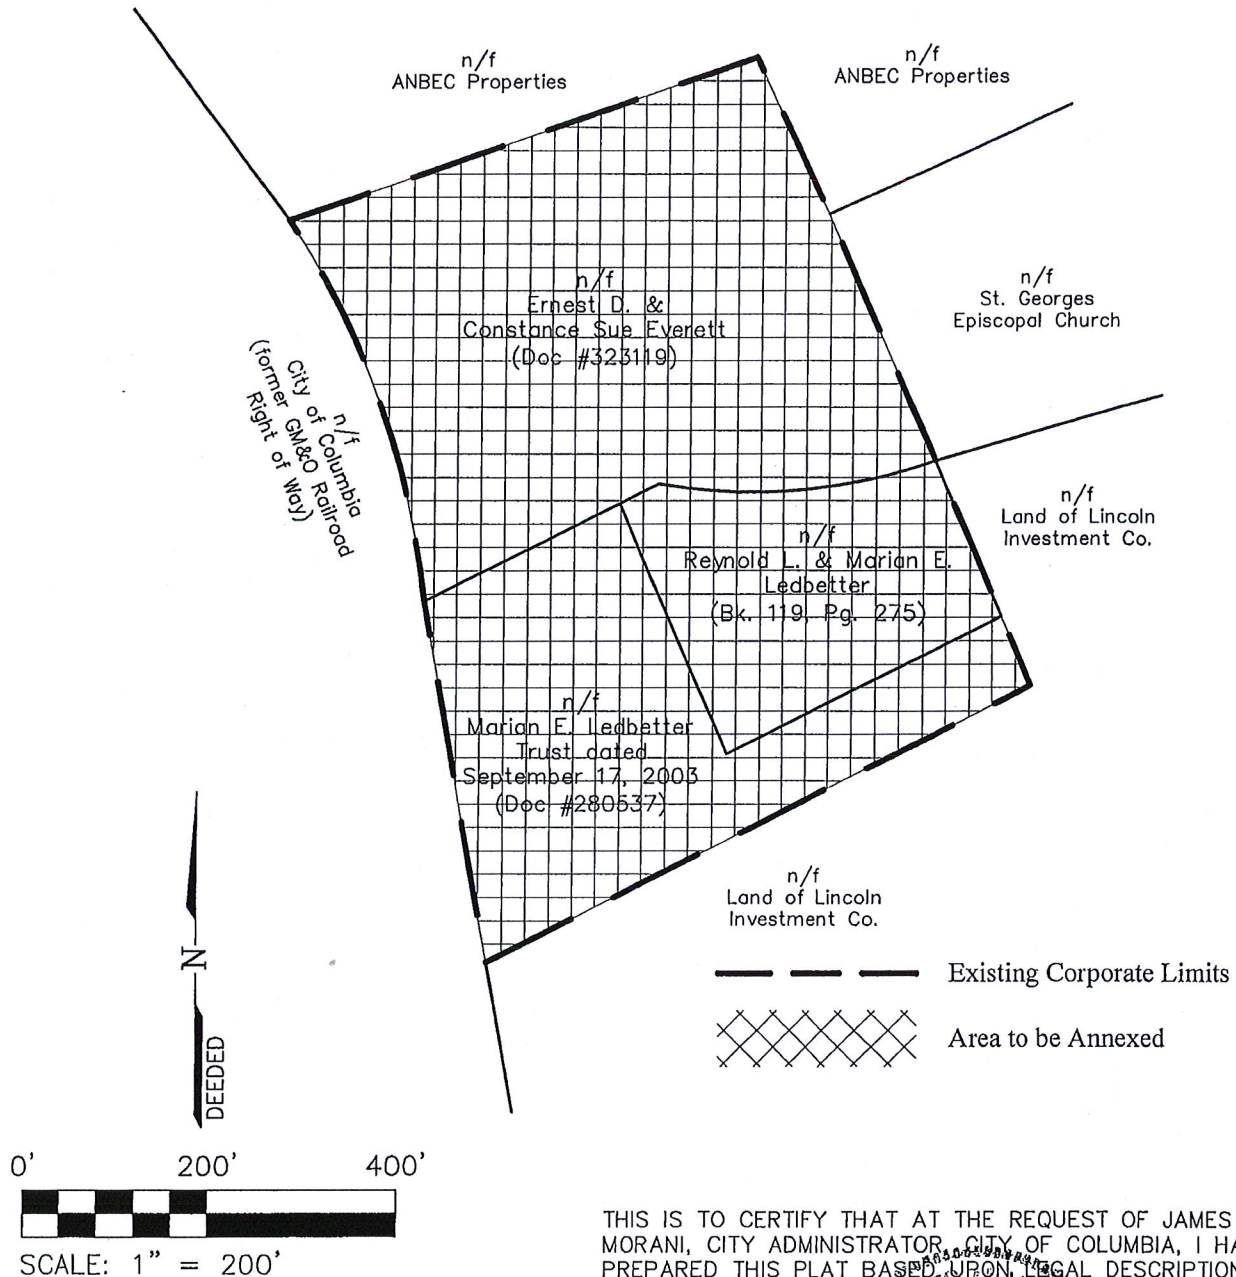 n/f
ANBEC Properties
n/f
ANBEC Properties
n/f
Ernest D. &
Constance Sue Everett
(Doc #323119)
n/f
St. Georges
Episcopal Church
n/f
City of Columbia
(former GM&O Railroad
Right of Way)
n/f
Land of Lincoln
Investment Co.
n/f
Reynold L. & Marian E.
Ledbetter
(Bk. 119, Pg. 275)
n/f
Marian E. Ledbetter
Trust dated
September 17, 2003
(Doc #280537)
n/f
Land of Lincoln
Investment Co.
Existing Corporate Limits
Area to be Annexed
N
DEEDED
0' 200' 400'
SCALE: 1" = 200'
THIS IS TO CERTIFY THAT AT THE REQUEST OF JAMES
MORANI, CITY ADMINISTRATOR, CITY OF COLUMBIA, I HA
PREPARED THIS PLAT BASED UPON LEGAL DESCRIPTION